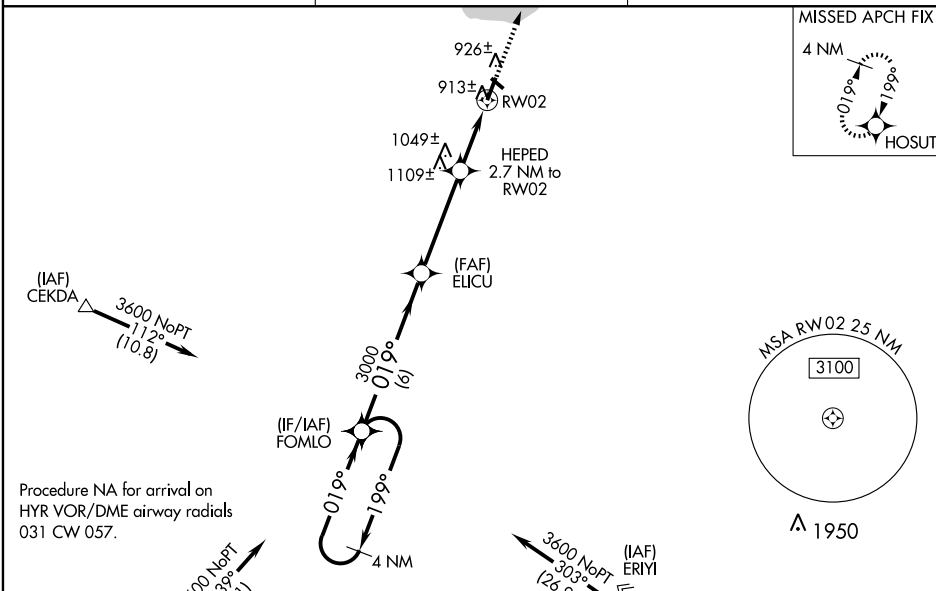 MISSED APCH FIX
4 NM
019°
199°
HOSUT
926±
913±
RW02
1049±
1109±
HEPED
2.7 NM to
RW02
(FAF)
ELICU
(IAF)
CEKDA
3600 NoPT
112°
(10.8)
3000
019°
(6)
(IF/IAF)
FOMLO
019°
199°
4 NM
MSA RW02 25 NM
3100
1950
Procedure NA for arrival on
HYR VOR/DME airway radials
031 CW 057.
NoPT
3600 NoPT
303°
(IAF)
ERIYI